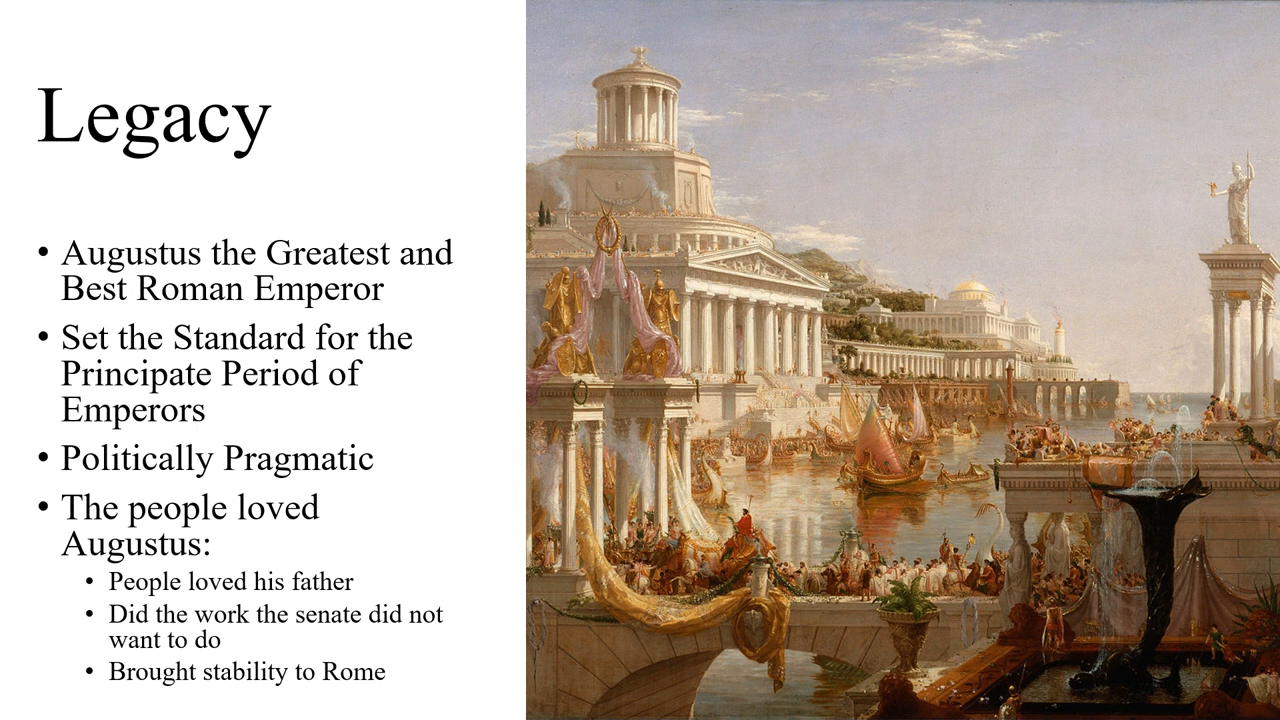 Legacy
• Augustus the Greatest and
Best Roman Emperor
• Set the Standard for the
Principate Period of
Emperors
• Politically Pragmatic
• The people loved
Augustus:
• People loved his father
• Did the work the senate did not
want to do
• Brought stability to Rome